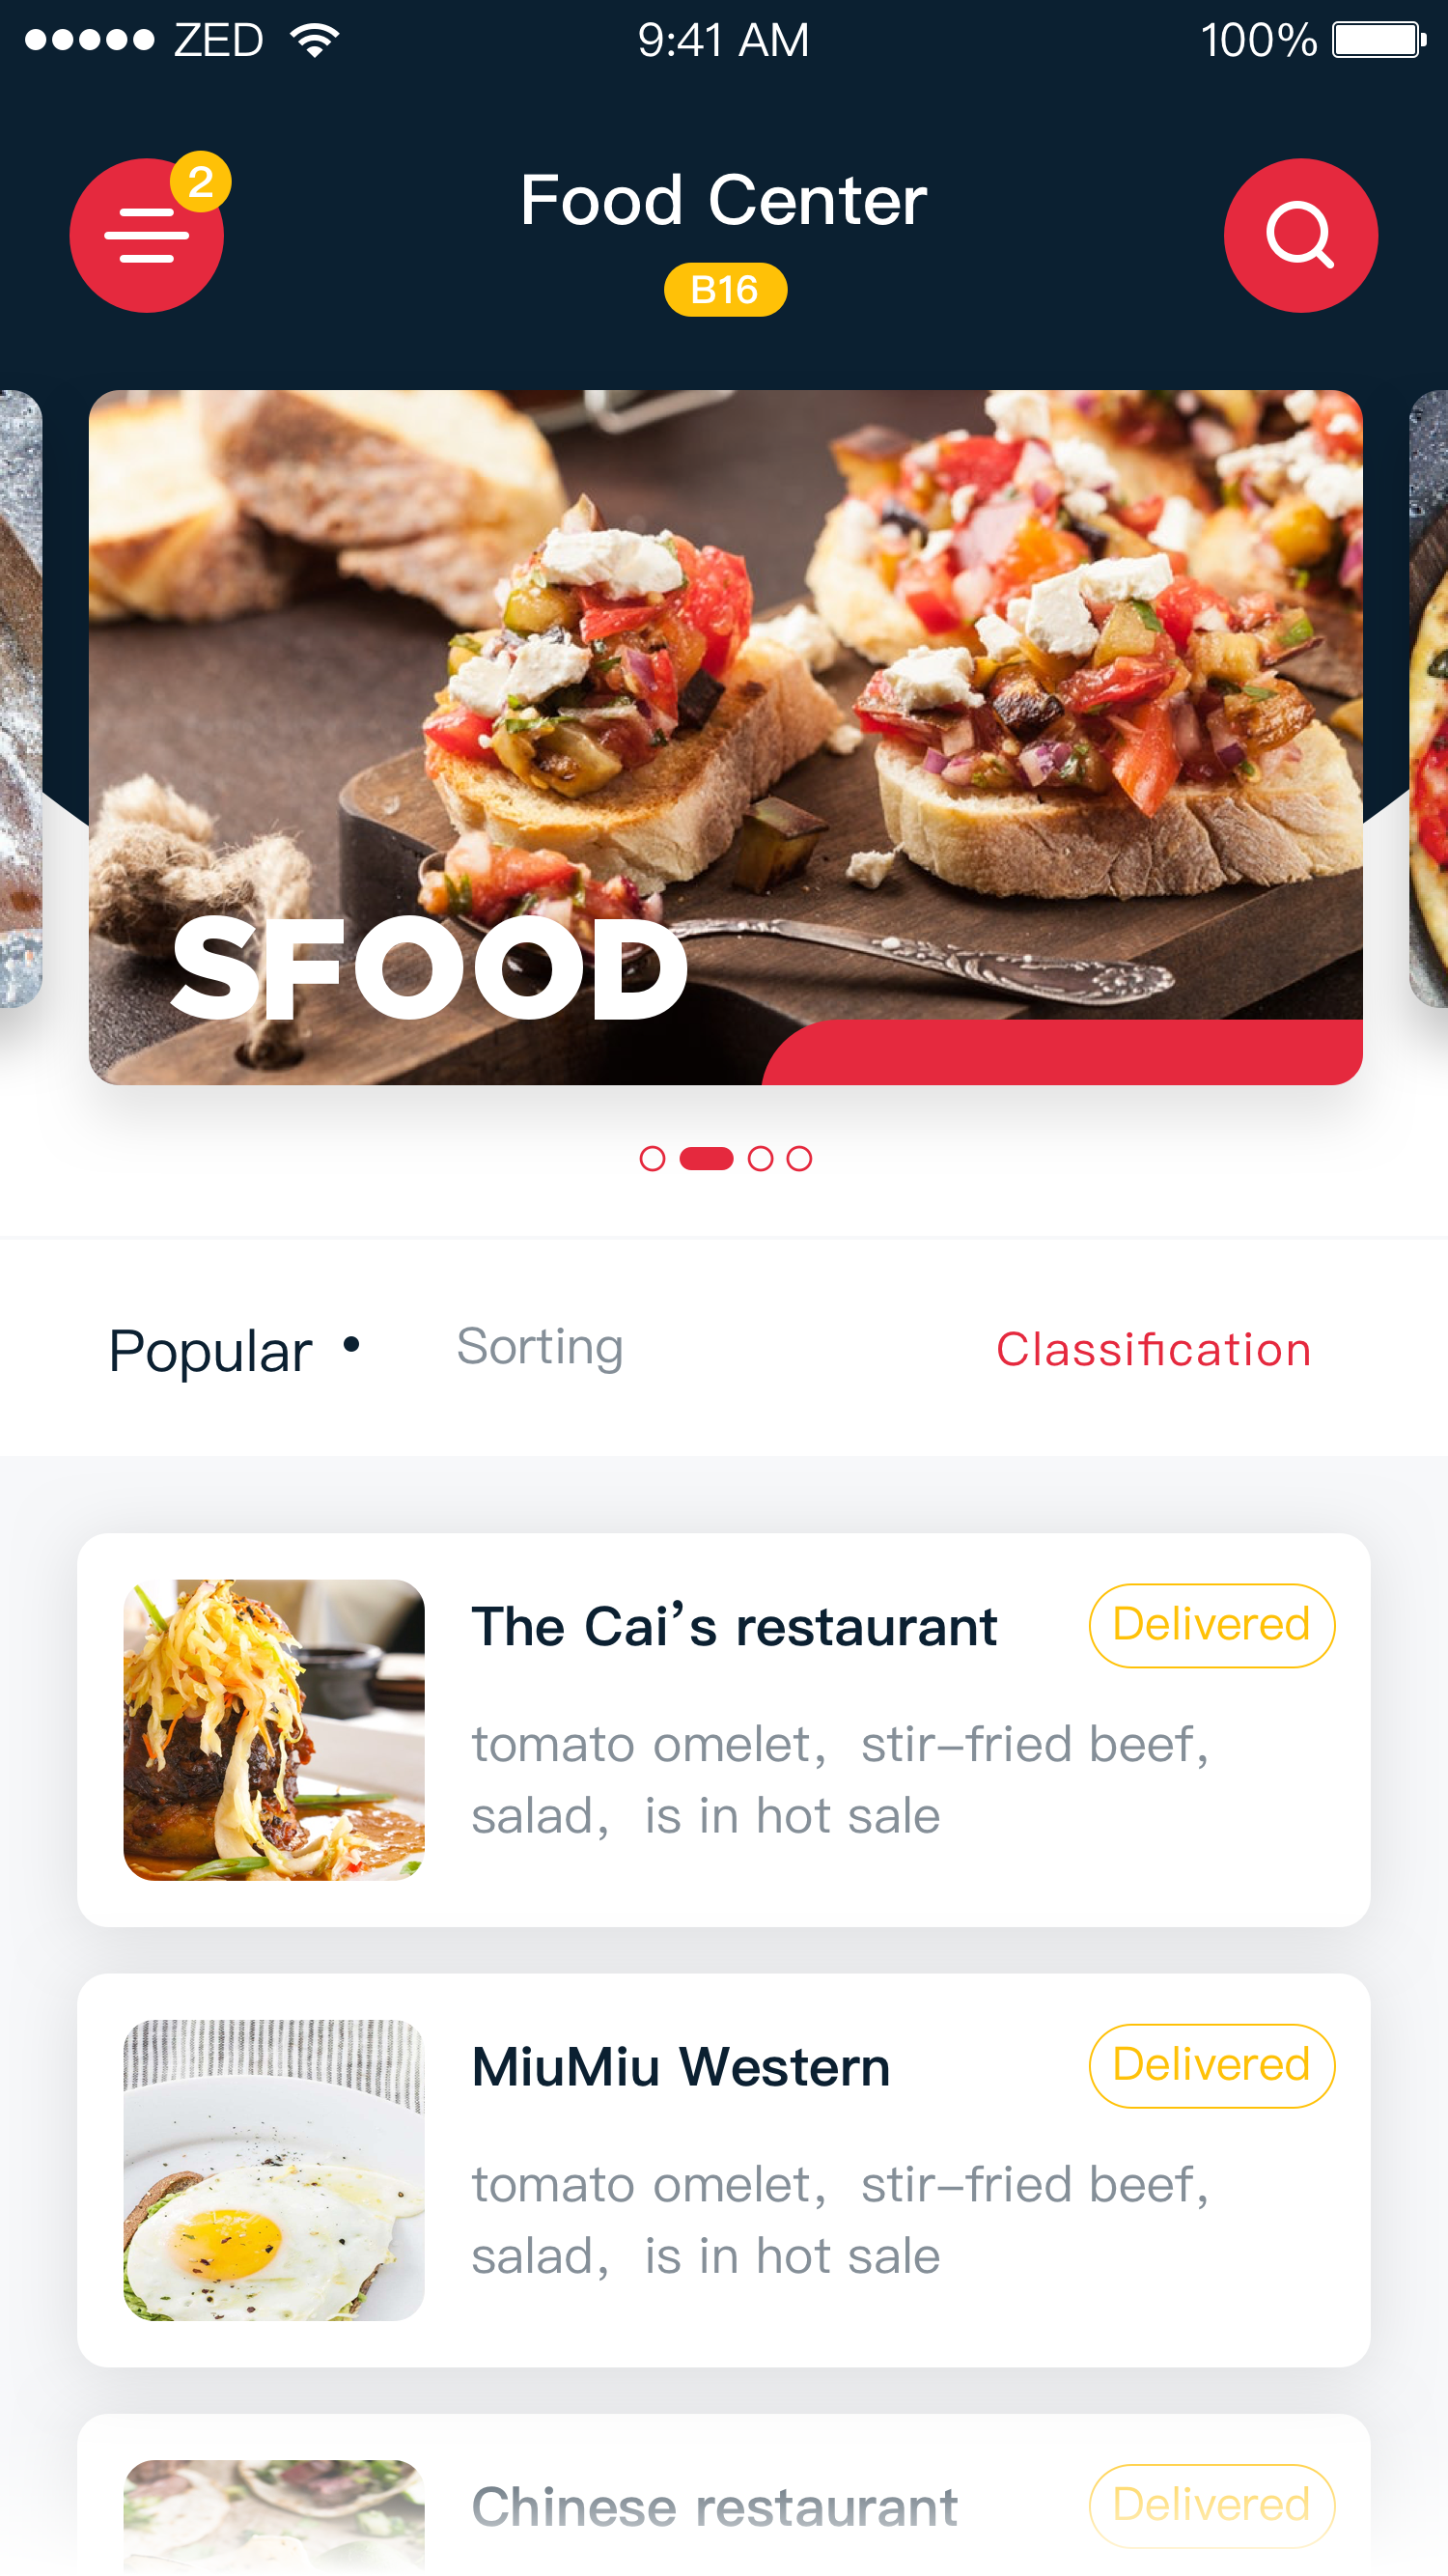 ZED
9:41 AM
100%
2
Food Center
B16
SFOOD
Popular
Sorting
Classification
The Cai’s restaurant
Delivered
tomato omelet， stir–fried beef,
salad， is in hot sale
MiuMiu Western
Delivered
tomato omelet， stir–fried beef,
salad， is in hot sale
Chinese restaurant
Delivered